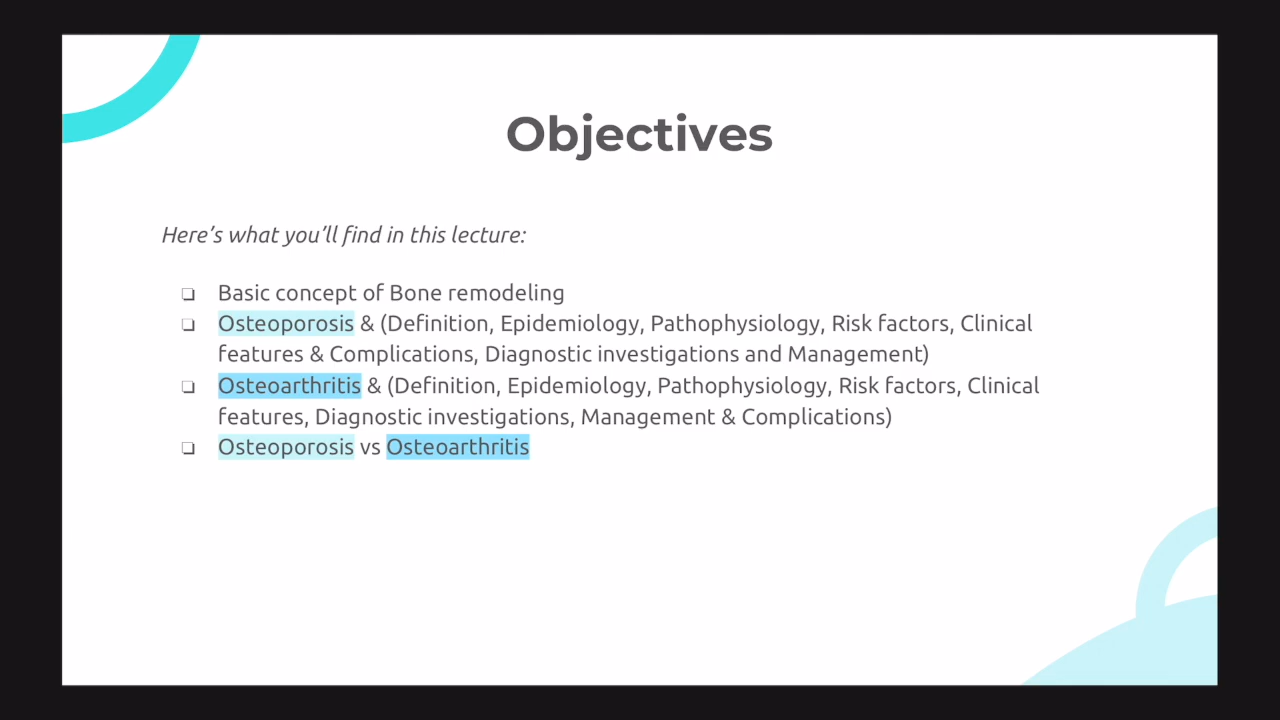 Objectives
Here’s what you’ll find in this lecture:
❏ Basic concept of Bone remodeling
❏ Osteoporosis & (Definition, Epidemiology, Pathophysiology, Risk factors, Clinical
features & Complications, Diagnostic investigations and Management)
❏ Osteoarthritis & (Definition, Epidemiology, Pathophysiology, Risk factors, Clinical
features, Diagnostic investigations, Management & Complications)
❏ Osteoporosis vs Osteoarthritis